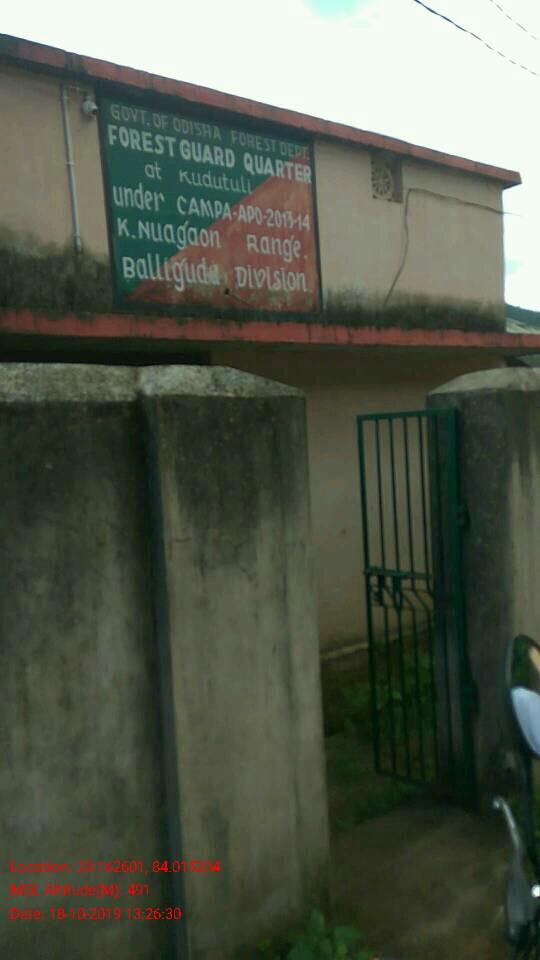 GOVT. OF ODISHA FOREST DEPT.
FOREST GUARD QUARTER
at Kudutuli
under CAMPA-APO-2013-14
K.Nuagaon Range.
Balliguda Division
Location: 20.162601, 84.015204
MSL Altitude(M). 491
Date: 18-10-2019 13:26:30